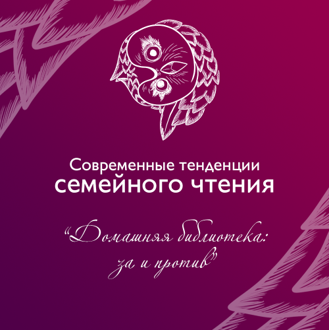 Современные тенденции
семейного чтения
“Домашняя библиотека:
за и против”